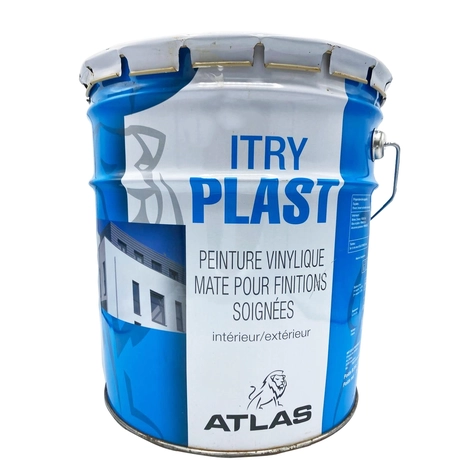 ITRY
PLAST
PEINTURE VINYLIQUE
MATE POUR FINITIONS
SOIGNÉES
intérieur/extérieur
ATLAS